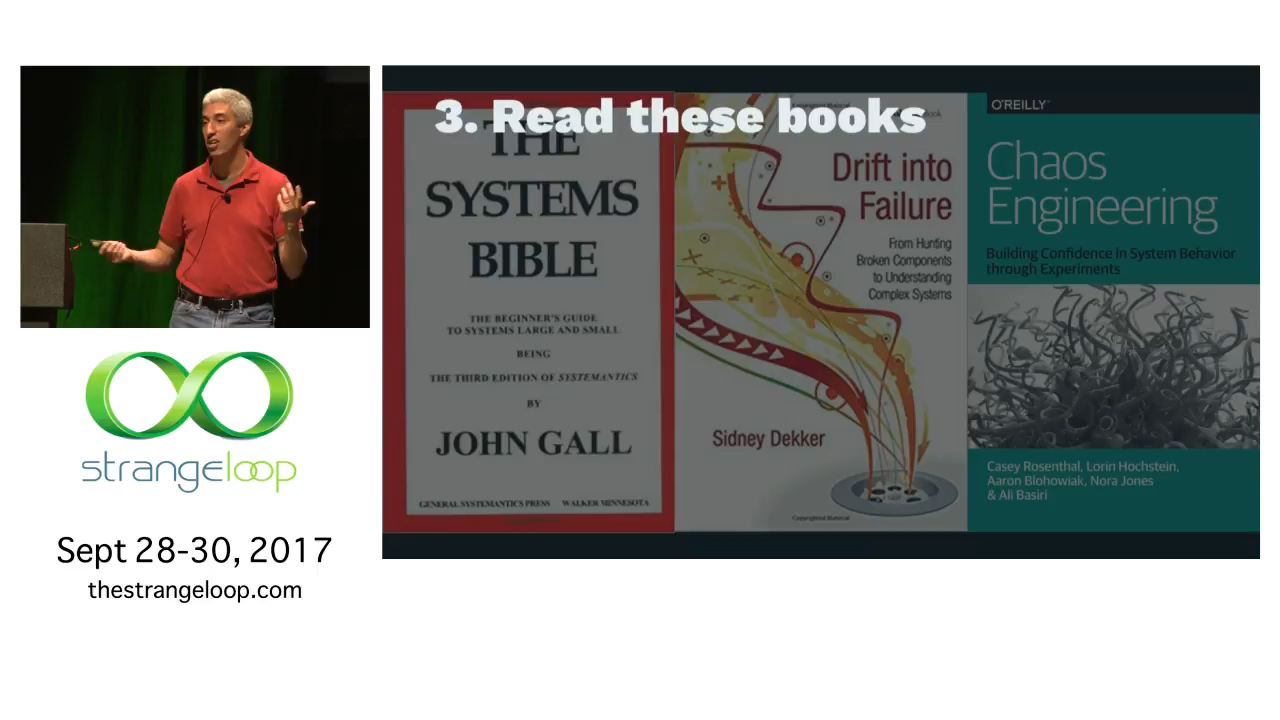 3. Read these books
THE
SYSTEMS
BIBLE
THE BEGINNER'S GUIDE
TO SYSTEMS LARGE AND SMALL
BEING
THE THIRD EDITION OF SYSTEMANTICS
BY
JOHN GALL
GENERAL SYSTEMANTICS PRESS WALKER MINNESOTA
Drift into
Failure
From Hunting
Broken Components
to Understanding
Complex Systems
Sidney Dekker
Copyrighted Material
O'REILLY
Chaos
Engineering
Building Confidence in System Behavior
through Experiments
Casey Rosenthal, Lorin Hochstein,
Aaron Blohowiak, Nora Jones
& Ali Basiri
strangeloop
Sept 28-30, 2017
thestrangeloop.com